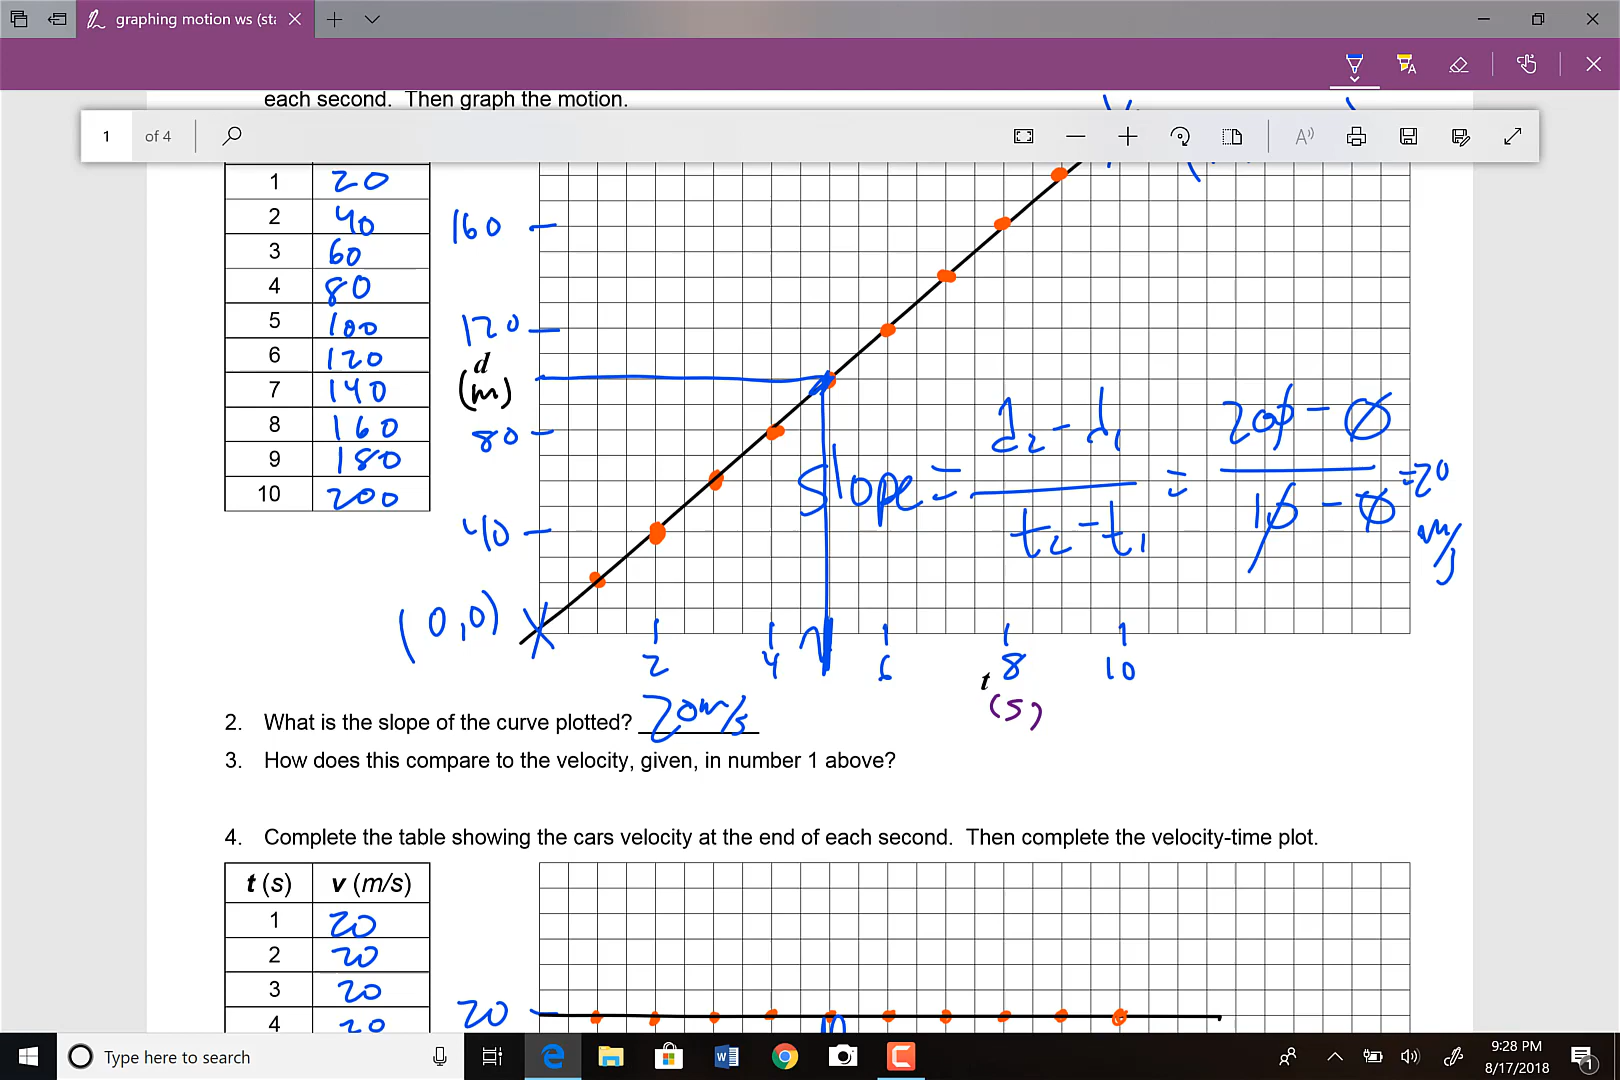 graphing motion ws (sta
each second. Then graph the motion.
1 of 4
1 20
2 40
3 60
4 80
5 100
6 120
7 140
8 160
9 180
10 200
160
120
d
(m)
80
40
(0,0)
slope = d2 - d1 / t2 - t1 = 200 - 0 / 10 - 0 = 20 m/s
2 4 6 8 10
t
(s)
2. What is the slope of the curve plotted? 20 m/s
3. How does this compare to the velocity, given, in number 1 above?
4. Complete the table showing the cars velocity at the end of each second. Then complete the velocity-time plot.
t (s) v (m/s)
1 20
2 20
3 20
4 20
20
Type here to search
9:28 PM
8/17/2018
1